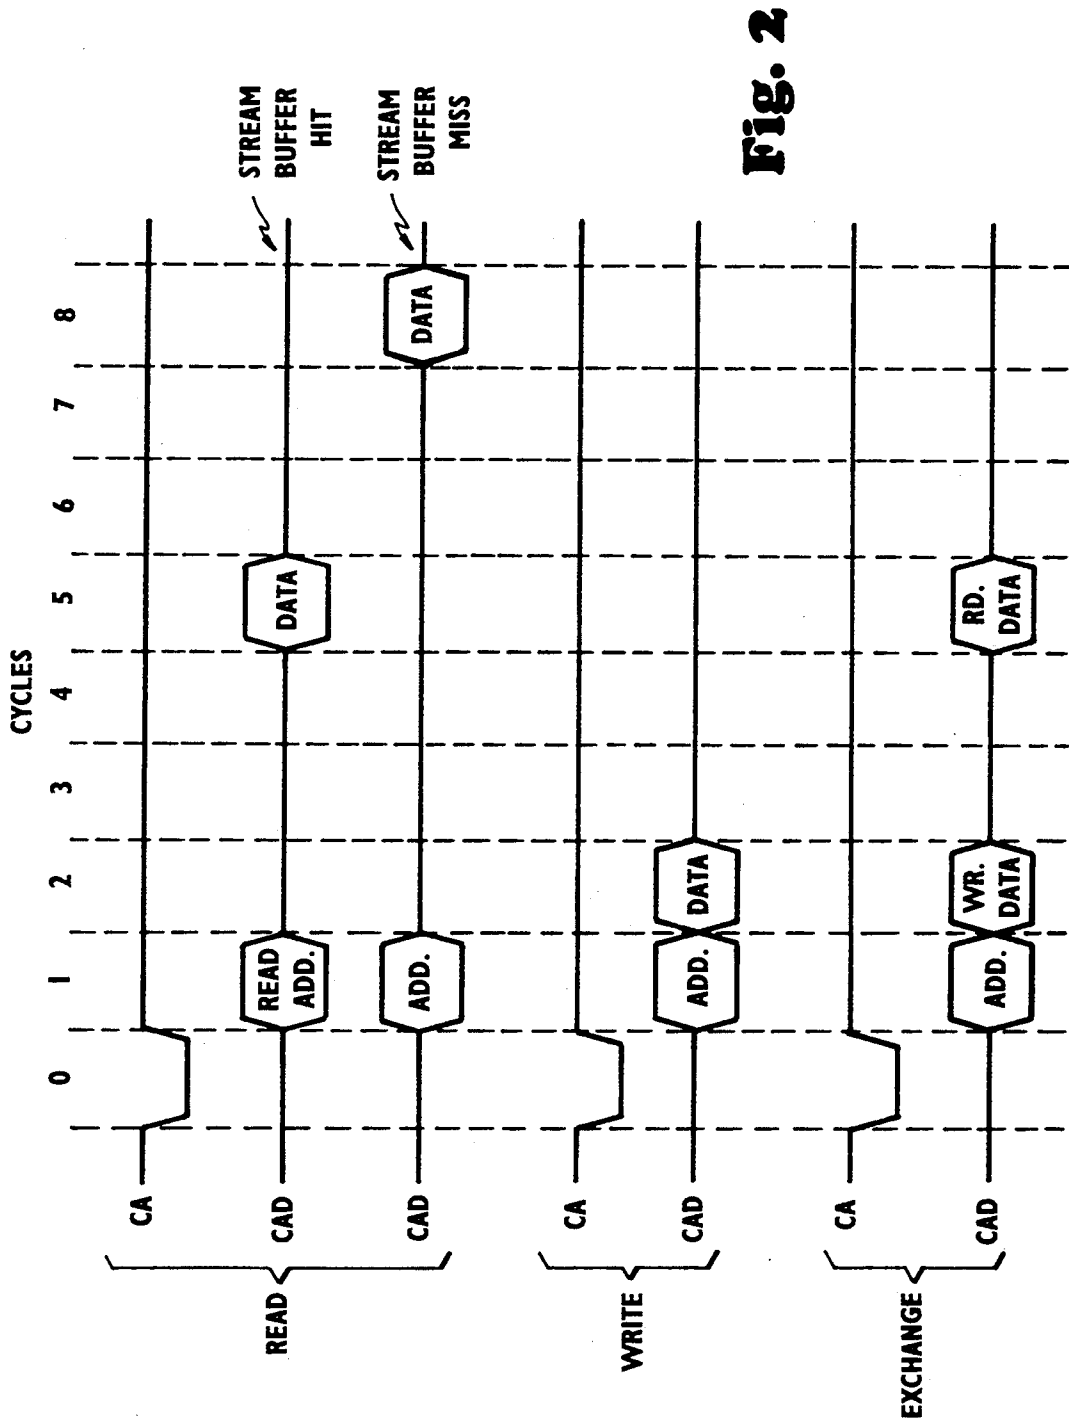 CYCLES
0 1 2 3 4 5 6 7 8
READ
CA
CAD
READ
ADD.
DATA
STREAM
BUFFER
HIT
CAD
ADD.
DATA
STREAM
BUFFER
MISS
WRITE
CA
CAD
ADD.
DATA
EXCHANGE
CA
CAD
ADD.
WR.
DATA
RD.
DATA
Fig. 2